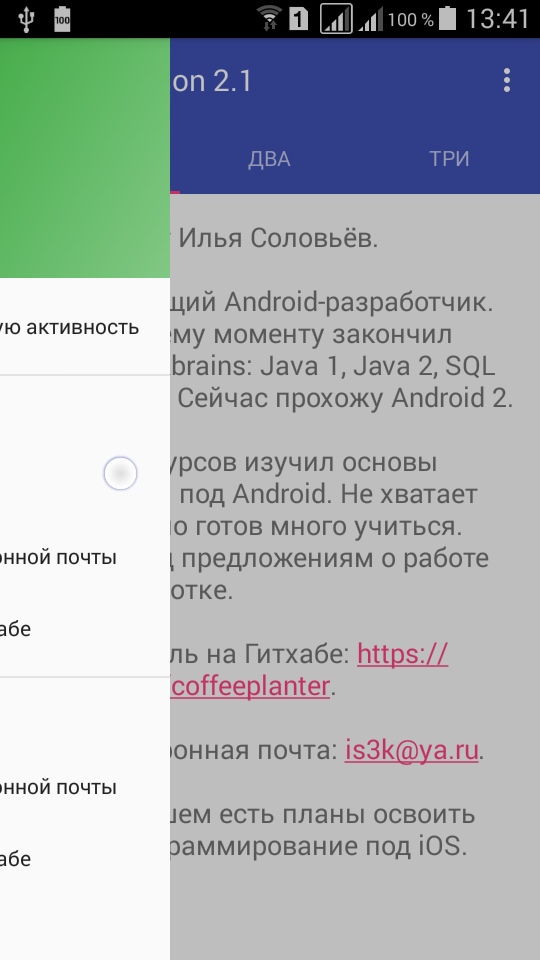 100 1 100 % 13:41
on 2.1
ДВА ТРИ
Илья Соловьёв.
щий Android-разработчик.
ую активность
ему моменту закончил
brains: Java 1, Java 2, SQL
Сейчас прохожу Android 2.
урсов изучил основы
под Android. Не хватает
о готов много учиться.
онной почты
д предложениям о работе
отке.
абе
ль на Гитхабе: https://
coffeeplanter.
ронная почта: is3k@ya.ru.
онной почты
шем есть планы освоить
раммирование под iOS.
абе